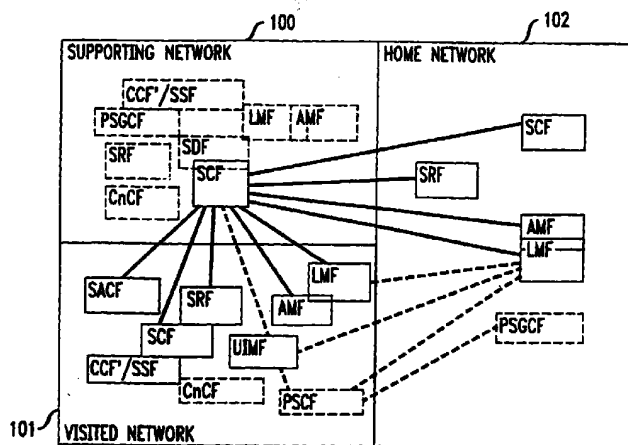 100
102
SUPPORTING NETWORK
HOME NETWORK
CCF'/SSF
PSGCF
LMF
AMF
SCF
SRF
SDF
SCF
SRF
CnCF
AMF
LMF
LMF
SACF
SRF
AMF
SCF
UIMF
PSGCF
CCF'/SSF
CnCF
PSCF
101
VISITED NETWORK